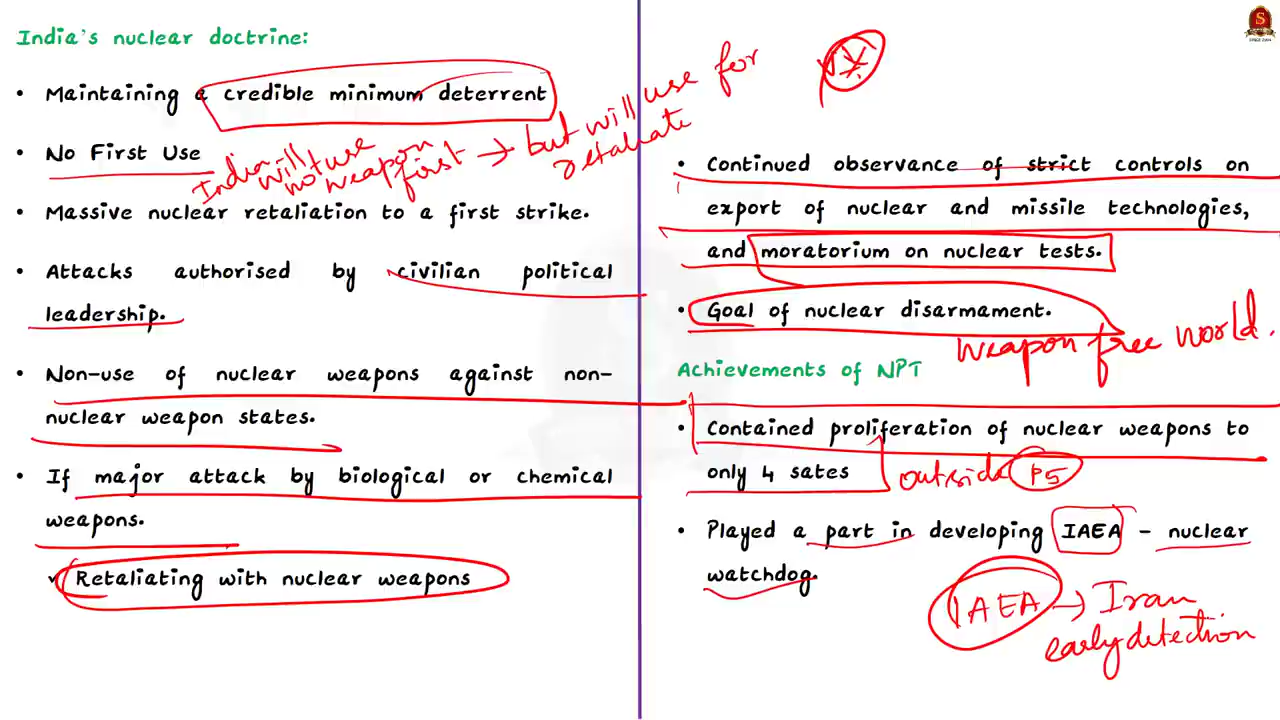 India's nuclear doctrine:
• Maintaining a credible minimum deterrent
• No First Use
India will not use weapon first → but will use for retaliate
• Massive nuclear retaliation to a first strike.
• Attacks authorised by civilian political
leadership.
• Non-use of nuclear weapons against non-
nuclear weapon states.
• If major attack by biological or chemical
weapons.
✓ Retaliating with nuclear weapons
• Continued observance of strict controls on
export of nuclear and missile technologies,
and moratorium on nuclear tests.
• Goal of nuclear disarmament.
weapon free world.
Achievements of NPT
• Contained proliferation of nuclear weapons to
only 4 sates
outside P5
• Played a part in developing IAEA - nuclear
watchdog.
IAEA → Iran
early detection